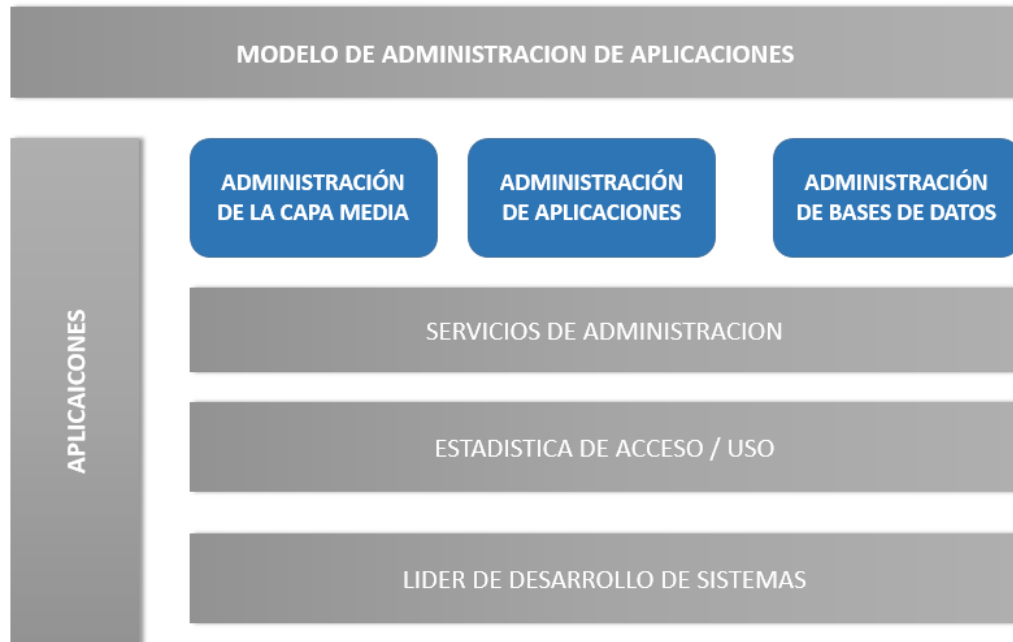 MODELO DE ADMINISTRACION DE APLICACIONES
APLICAICONES
ADMINISTRACIÓN
DE LA CAPA MEDIA
ADMINISTRACIÓN
DE APLICACIONES
ADMINISTRACIÓN
DE BASES DE DATOS
SERVICIOS DE ADMINISTRACION
ESTADISTICA DE ACCESO / USO
LIDER DE DESARROLLO DE SISTEMAS